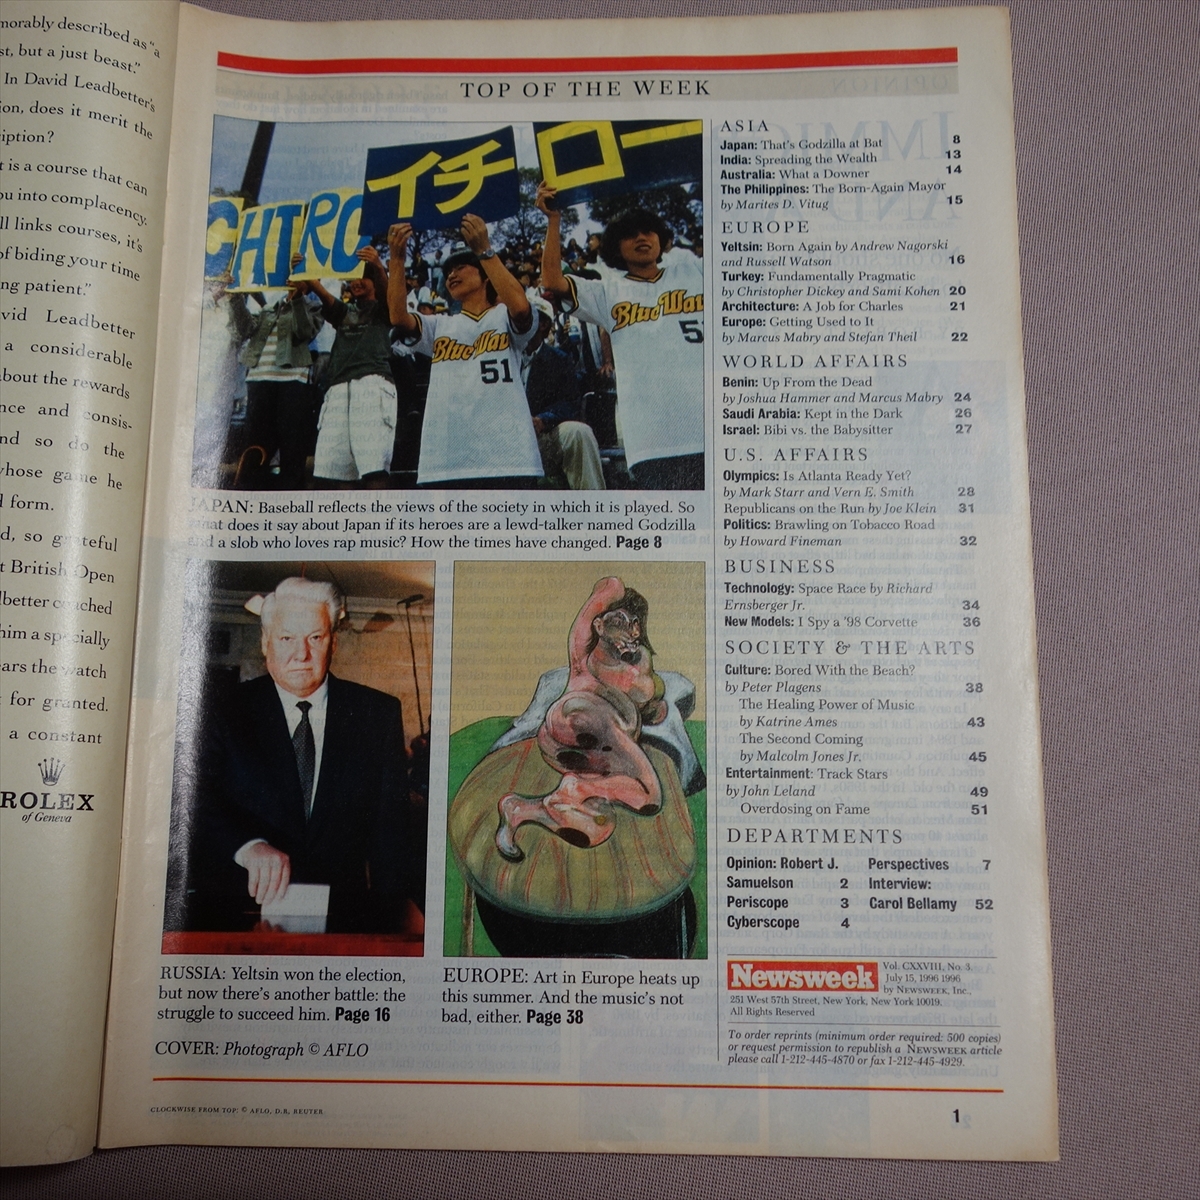 morably described as "a
st, but a just beast."
In David Leadbetter's
ion, does it merit the
iption?
t is a course that can
ou into complacency.
ll links courses, it's
of biding your time
ng patient."
vid Leadbetter
a considerable
about the rewards
nce and consis-
nd so do the
whose game he
l form.
d, so grateful
t British Open
lbetter coached
him a specially
ears the watch
t for granted.
a constant
ROLEX
of Geneva
TOP OF THE WEEK
CHIRO
イチ
ロー
BlueWav
51
BlueWav
5
JAPAN: Baseball reflects the views of the society in which it is played. So
what does it say about Japan if its heroes are a lewd-talker named Godzilla
and a slob who loves rap music? How the times have changed. Page 8
RUSSIA: Yeltsin won the election,
but now there's another battle: the
struggle to succeed him. Page 16
EUROPE: Art in Europe heats up
this summer. And the music's not
bad, either. Page 38
COVER: Photograph © AFLO
CLOCKWISE FROM TOP: © AFLO, D.R, REUTER
ASIA
Japan: That's Godzilla at Bat 8
India: Spreading the Wealth 13
Australia: What a Downer 14
The Philippines: The Born-Again Mayor
by Marites D. Vitug 15
EUROPE
Yeltsin: Born Again by Andrew Nagorski
and Russell Watson 16
Turkey: Fundamentally Pragmatic
by Christopher Dickey and Sami Kohen 20
Architecture: A Job for Charles 21
Europe: Getting Used to It
by Marcus Mabry and Stefan Theil 22
WORLD AFFAIRS
Benin: Up From the Dead
by Joshua Hammer and Marcus Mabry 24
Saudi Arabia: Kept in the Dark 26
Israel: Bibi vs. the Babysitter 27
U.S. AFFAIRS
Olympics: Is Atlanta Ready Yet?
by Mark Starr and Vern E. Smith 28
Republicans on the Run by Joe Klein 31
Politics: Brawling on Tobacco Road
by Howard Fineman 32
BUSINESS
Technology: Space Race by Richard
Ernsberger Jr. 34
New Models: I Spy a '98 Corvette 36
SOCIETY & THE ARTS
Culture: Bored With the Beach?
by Peter Plagens 38
The Healing Power of Music
by Katrine Ames 43
The Second Coming
by Malcolm Jones Jr. 45
Entertainment: Track Stars
by John Leland 49
Overdosing on Fame 51
DEPARTMENTS
Opinion: Robert J.
Samuelson 2
Periscope 3
Cyberscope 4
Perspectives 7
Interview:
Carol Bellamy 52
Newsweek
Vol. CXXVIII, No. 3,
July 15, 1996 1996
by NEWSWEEK, Inc.,
251 West 57th Street, New York, New York 10019.
All Rights Reserved
To order reprints (minimum order required: 500 copies)
or request permission to republish a NEWSWEEK article
please call 1-212-445-4870 or fax 1-212-445-4929.
1